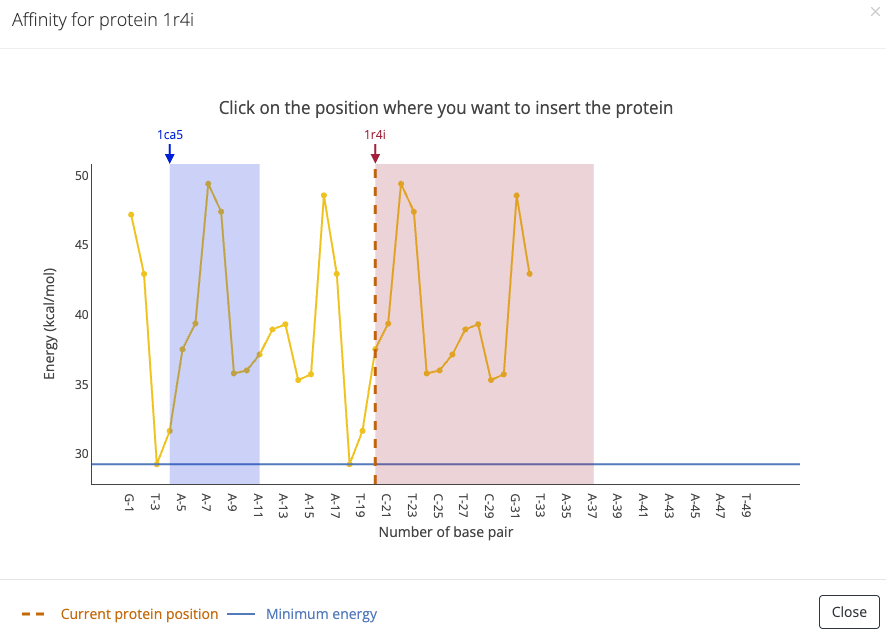 Affinity for protein 1r4i
×
Click on the position where you want to insert the protein
1ca5
1r4i
50
45
40
35
30
Energy (kcal/mol)
G-1
T-3
A-5
A-7
A-9
A-11
A-13
A-15
A-17
T-19
C-21
T-23
C-25
T-27
C-29
G-31
T-33
A-35
A-37
A-39
A-41
A-43
A-45
A-47
T-49
Number of base pair
Current protein position
Minimum energy
Close